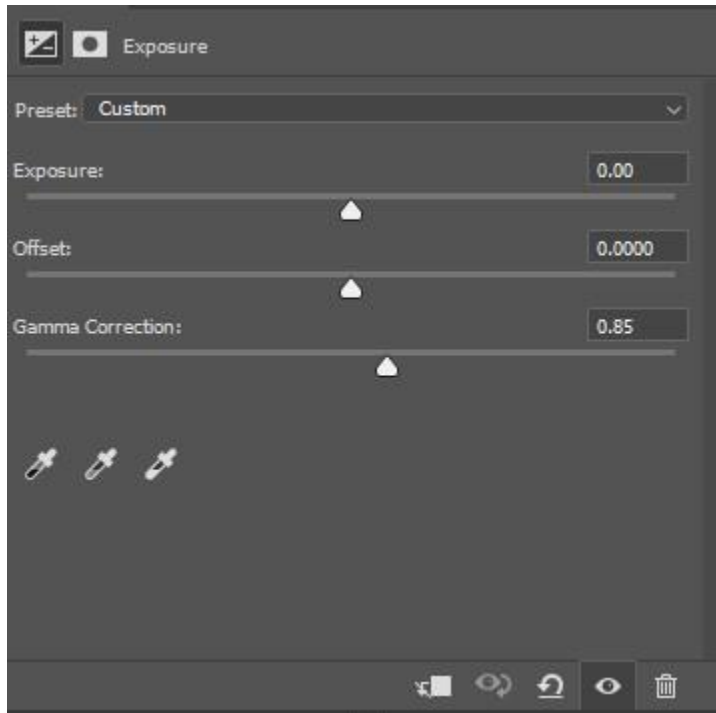 Exposure
Preset: Custom
Exposure: 0.00
Offset: 0.0000
Gamma Correction: 0.85